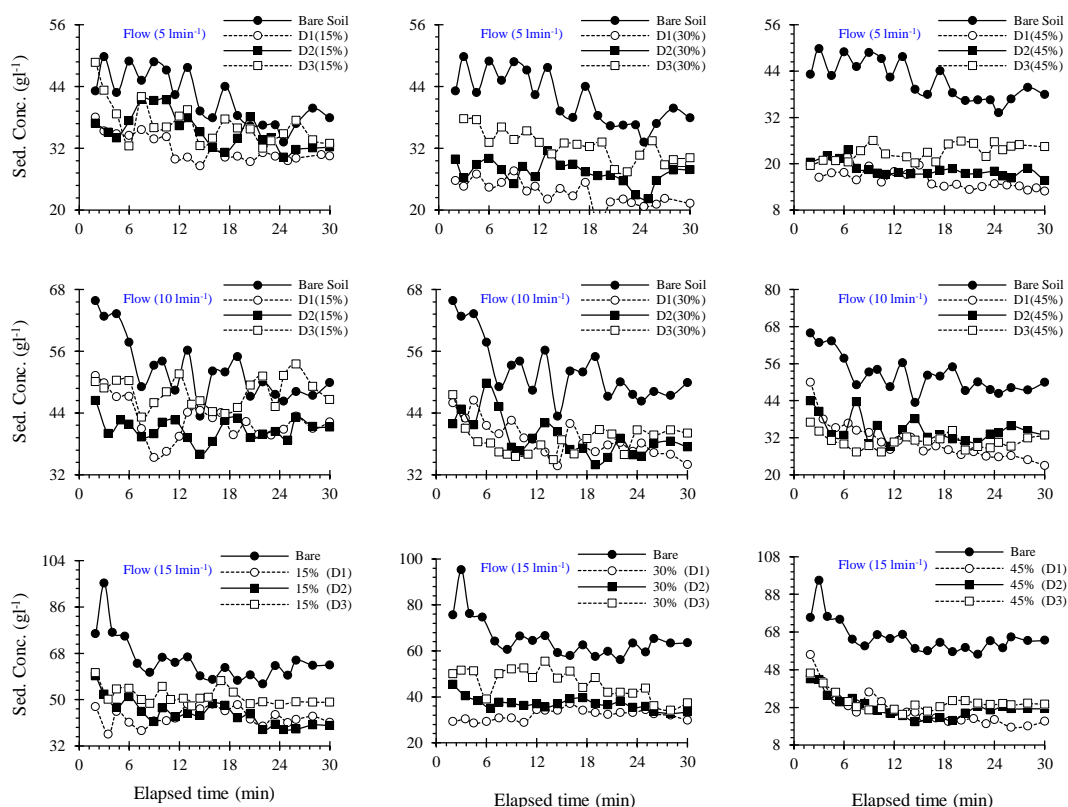 56
44
32
20
0 6 12 18 24 30
Sed. Conc. (gl-1)
Flow (5 lmin-1)
Bare Soil
D1(15%)
D2(15%)
D3(15%)
56
44
32
20
0 6 12 18 24 30
Flow (5 lmin-1)
Bare Soil
D1(30%)
D2(30%)
D3(30%)
56
44
32
20
8
0 6 12 18 24 30
Flow (5 lmin-1)
Bare Soil
D1(45%)
D2(45%)
D3(45%)
68
56
44
32
0 6 12 18 24 30
Sed. Conc. (gl-1)
Flow (10 lmin-1)
Bare Soil
D1(15%)
D2(15%)
D3(15%)
68
56
44
32
0 6 12 18 24 30
Flow (10 lmin-1)
Bare Soil
D1(30%)
D2(30%)
D3(30%)
80
68
56
44
32
20
0 6 12 18 24 30
Flow (10 lmin-1)
Bare Soil
D1(45%)
D2(45%)
D3(45%)
104
86
68
50
32
0 6 12 18 24 30
Sed. Conc. (gl-1)
Elapsed time (min)
Flow (15 lmin-1)
Bare
15% (D1)
15% (D2)
15% (D3)
100
80
60
40
20
0 6 12 18 24 30
Elapsed time (min)
Flow (15 lmin-1)
Bare
30% (D1)
30% (D2)
30% (D3)
108
88
68
48
28
8
0 6 12 18 24 30
Elapsed time (min)
Flow (15 lmin-1)
Bare
45% (D1)
45% (D2)
45% (D3)